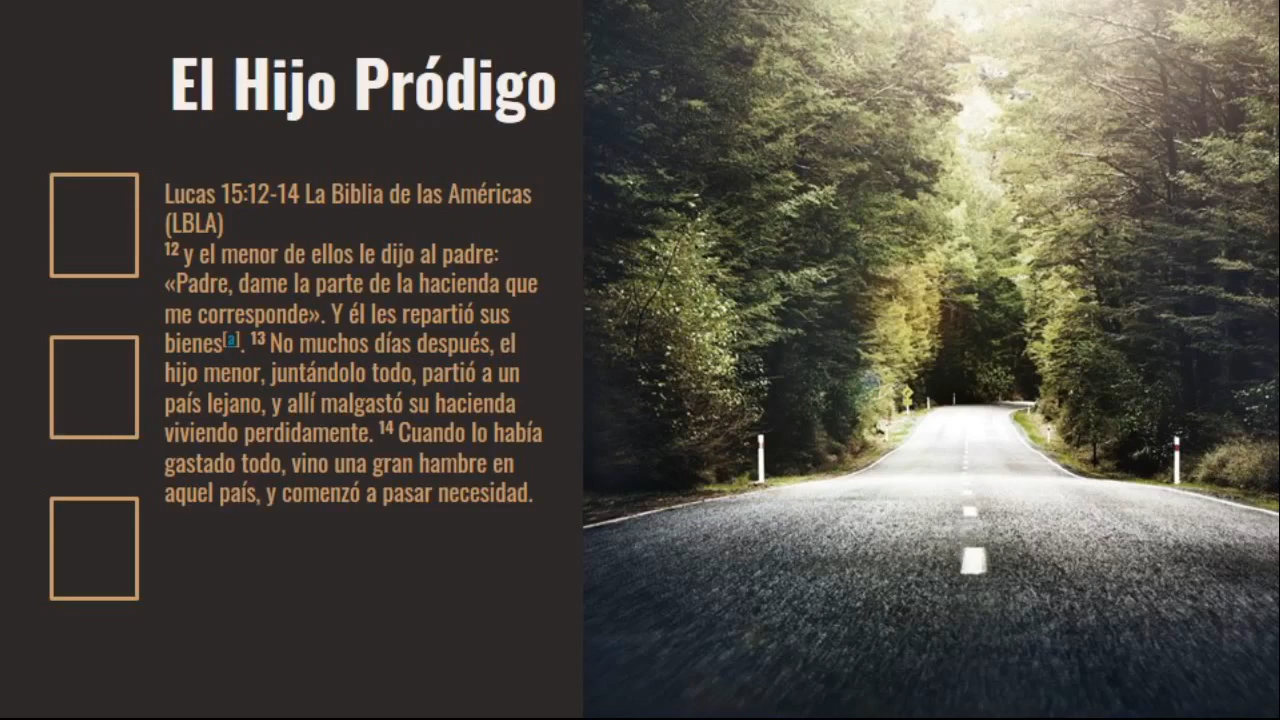 El Hijo Pródigo
Lucas 15:12-14 La Biblia de las Américas
(LBLA)
12 y el menor de ellos le dijo al padre:
«Padre, dame la parte de la hacienda que
me corresponde». Y él les repartió sus
bienes[a]. 13 No muchos días después, el
hijo menor, juntándolo todo, partió a un
país lejano, y allí malgastó su hacienda
viviendo perdidamente. 14 Cuando lo había
gastado todo, vino una gran hambre en
aquel país, y comenzó a pasar necesidad.